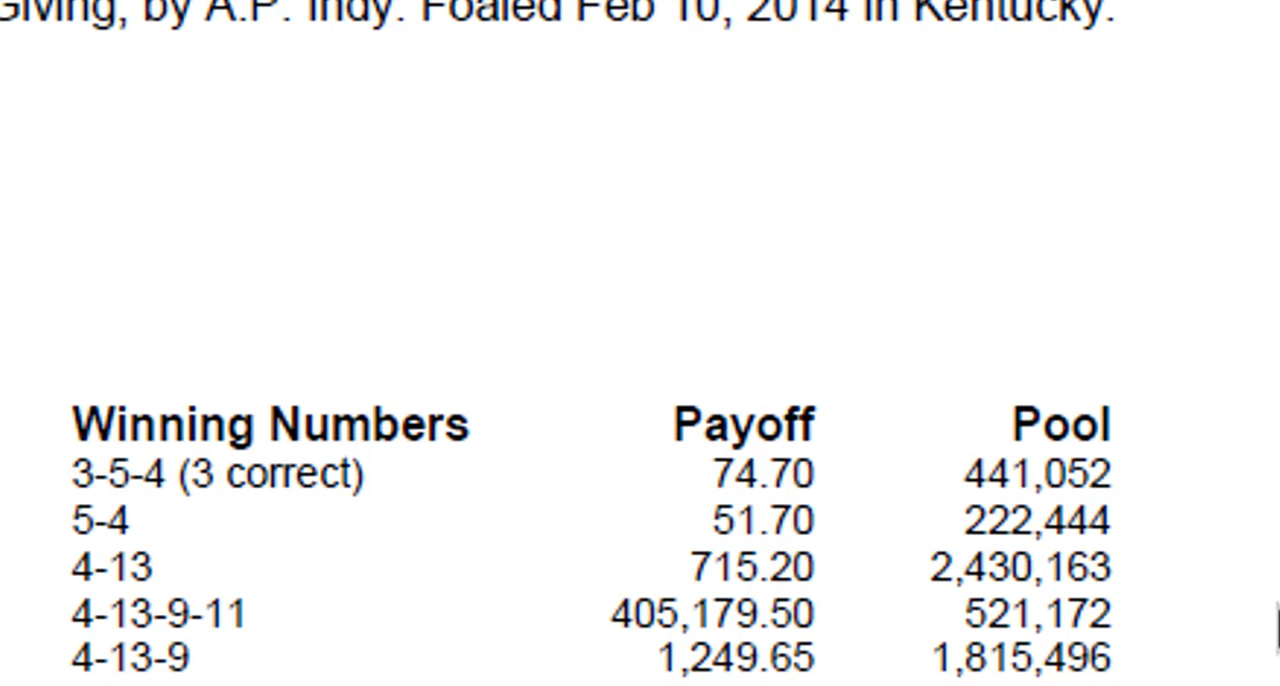 Giving, by A.P. Indy. Foaled Feb 10, 2014 in Kentucky.
Winning Numbers Payoff Pool
3-5-4 (3 correct) 74.70 441,052
5-4 51.70 222,444
4-13 715.20 2,430,163
4-13-9-11 405,179.50 521,172
4-13-9 1,249.65 1,815,496